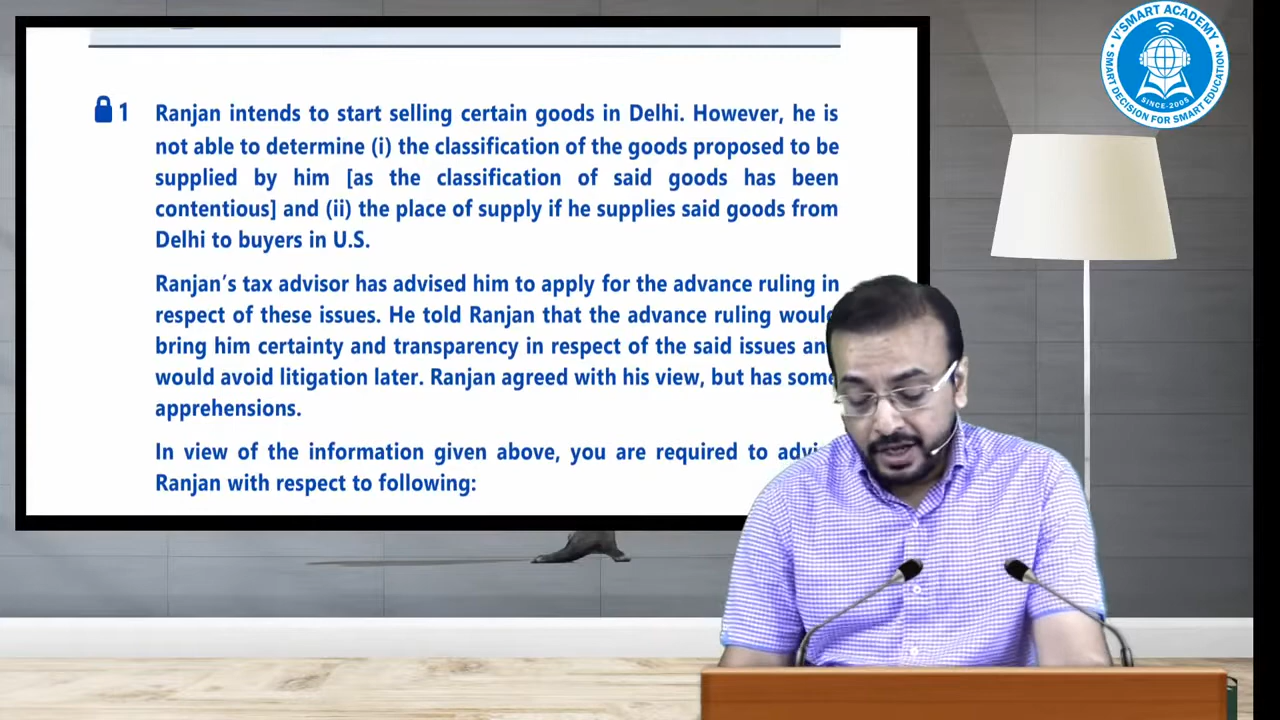 V'SMART ACADEMY
SMART DECISION FOR SMART EDUCATION
SINCE-2005
1 Ranjan intends to start selling certain goods in Delhi. However, he is
not able to determine (i) the classification of the goods proposed to be
supplied by him [as the classification of said goods has been
contentious] and (ii) the place of supply if he supplies said goods from
Delhi to buyers in U.S.
Ranjan's tax advisor has advised him to apply for the advance ruling in
respect of these issues. He told Ranjan that the advance ruling would
bring him certainty and transparency in respect of the said issues an
would avoid litigation later. Ranjan agreed with his view, but has some
apprehensions.
In view of the information given above, you are required to advi
Ranjan with respect to following: